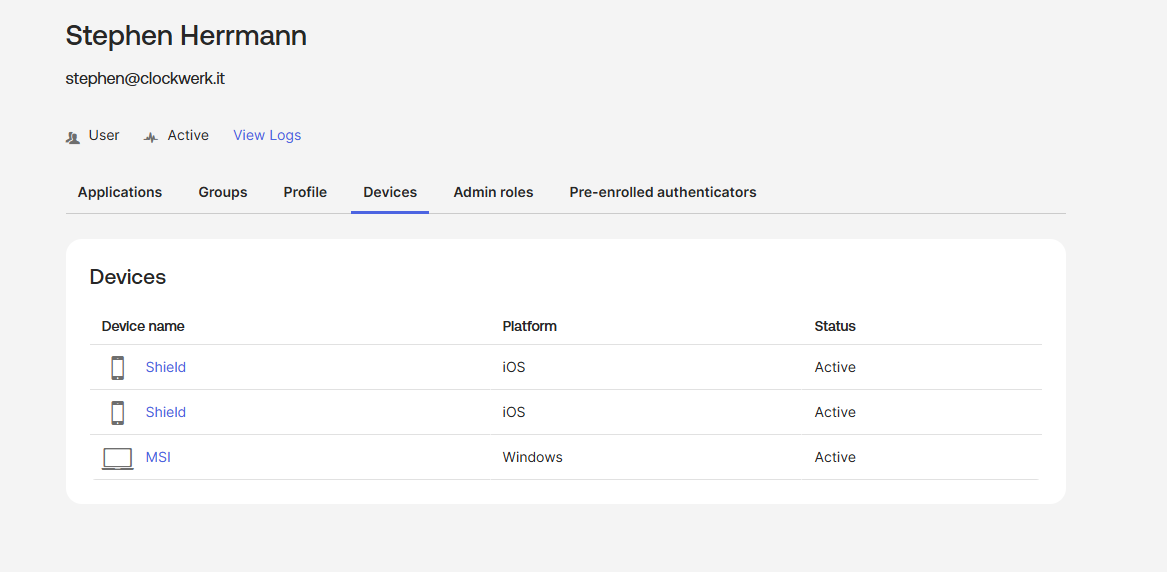 Stephen Herrmann
stephen@clockwerk.it
User Active View Logs
Applications Groups Profile Devices Admin roles Pre-enrolled authenticators
Devices
Device name Platform Status
Shield iOS Active
Shield iOS Active
MSI Windows Active